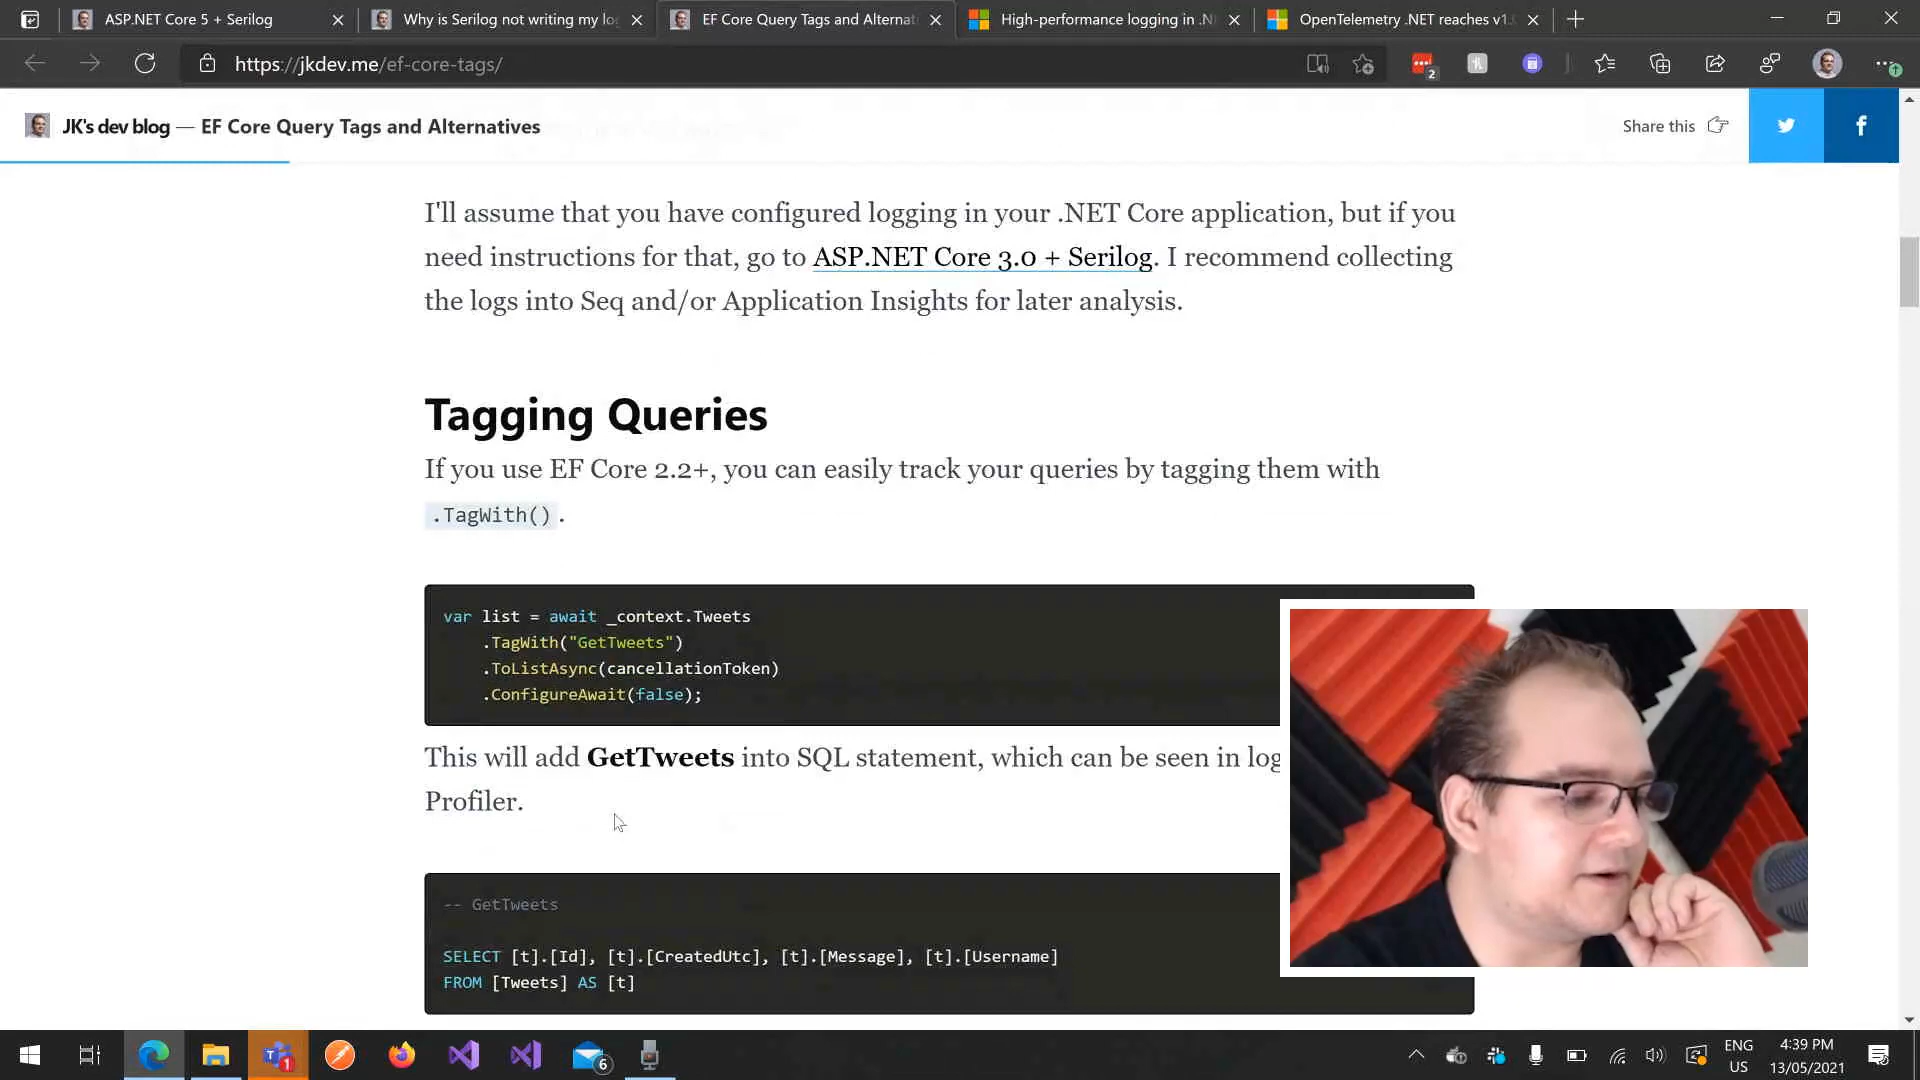 ASP.NET Core 5 + Serilog
Why is Serilog not writing my lo
EF Core Query Tags and Alternat
High-performance logging in .N
OpenTelemetry .NET reaches v1.
https://jkdev.me/ef-core-tags/
2
JK's dev blog — EF Core Query Tags and Alternatives
Share this
I'll assume that you have configured logging in your .NET Core application, but if you
need instructions for that, go to ASP.NET Core 3.0 + Serilog. I recommend collecting
the logs into Seq and/or Application Insights for later analysis.
Tagging Queries
If you use EF Core 2.2+, you can easily track your queries by tagging them with
.TagWith().
var list = await _context.Tweets
.TagWith("GetTweets")
.ToListAsync(cancellationToken)
.ConfigureAwait(false);
This will add GetTweets into SQL statement, which can be seen in log
Profiler.
-- GetTweets
SELECT [t].[Id], [t].[CreatedUtc], [t].[Message], [t].[Username]
FROM [Tweets] AS [t]
1
6
ENG
US
4:39 PM
13/05/2021